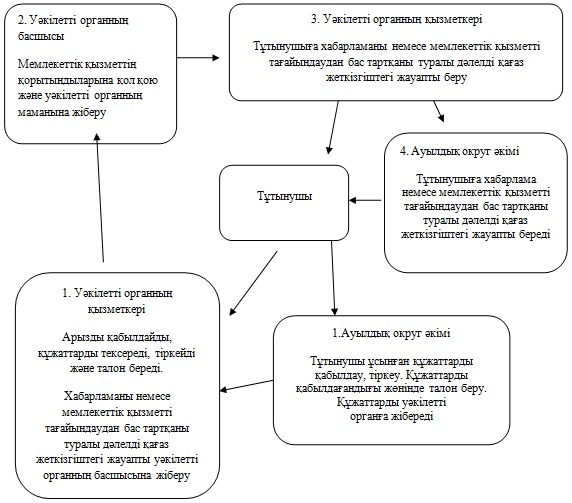 2. Уәкілетті органның
басшысы
Мемлекеттік қызметтің
қорытындыларына қол қою
және уәкілетті органның
маманына жіберу
3. Уәкілетті органның қызметкері
Тұтынушыға хабарламаны немесе мемлекеттік қызметті
тағайындаудан бас тартқаны туралы дәлелді қағаз
жеткізгіштегі жауапты беру
4. Ауылдық округ әкімі
Тұтынушыға хабарлама
немесе мемлекеттік қызметті
тағайындаудан бас тартқаны
туралы дәлелді қағаз
жеткізгіштегі жауапты береді
Тұтынушы
1. Уәкілетті органның
қызметкері
Арызды қабылдайды,
құжаттарды тексереді, тіркейді
және талон береді.
Хабарламаны немесе
мемлекеттік қызметті
тағайындаудан бас тартқаны
туралы дәлелді қағаз
жеткізгіштегі жауапты уәкілетті
органның басшысына жіберу
1.Ауылдық округ әкімі
Тұтынушы ұсынған құжаттарды
қабылдау, тіркеу. Құжаттарды
қабылдағандығы жөнінде талон беру.
Құжаттарды уәкілетті
органға жібереді